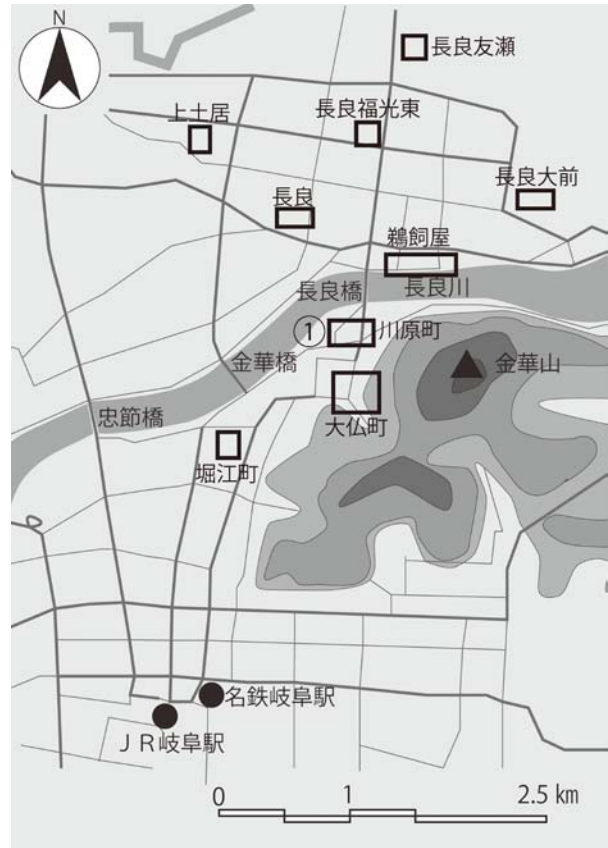 N
長良友瀬
上土居
長良福光東
長良大前
長良
鵜飼屋
長良橋
長良川
①
川原町
金華橋
金華山
忠節橋
大仏町
堀江町
名鉄岐阜駅
ＪＲ岐阜駅
0 1 2.5 km